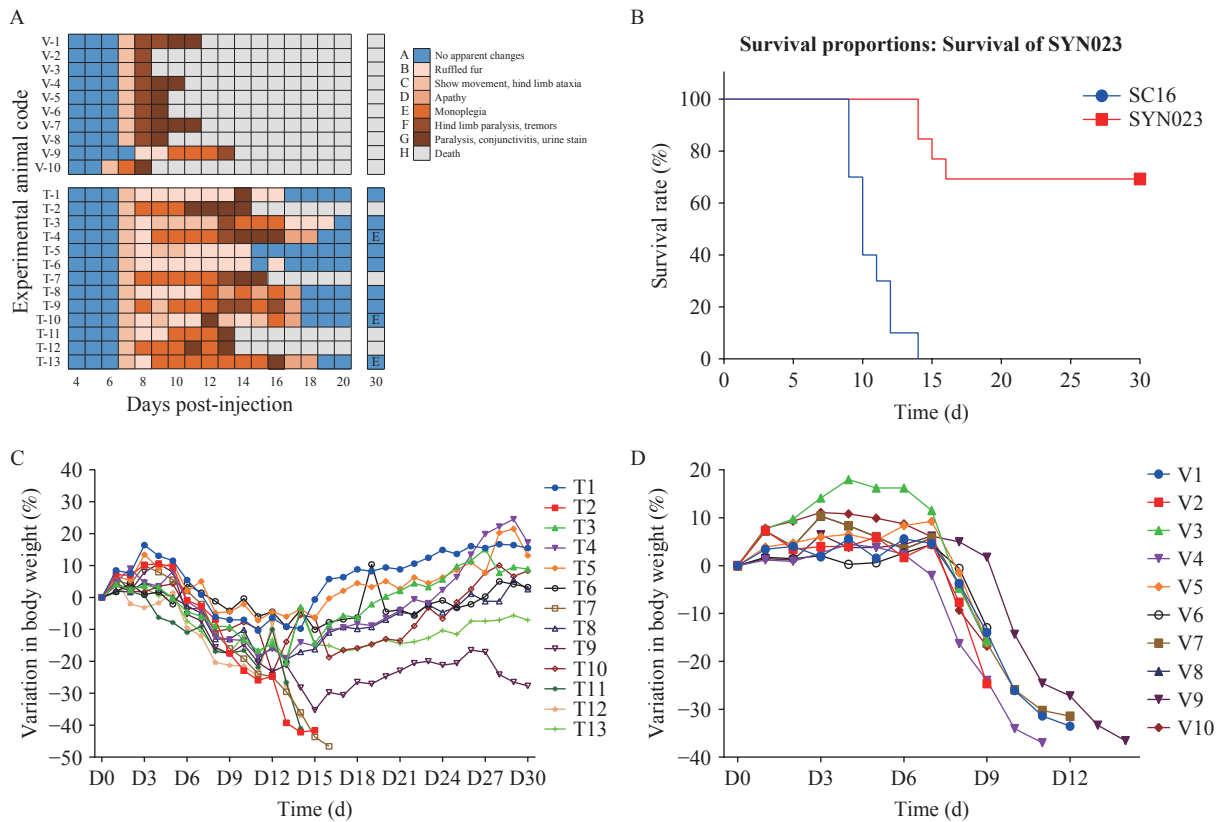 A
Experimental animal code
V-1
V-2
V-3
V-4
V-5
V-6
V-7
V-8
V-9
V-10
T-1
T-2
T-3
T-4
T-5
T-6
T-7
T-8
T-9
T-10
T-11
T-12
T-13
E
E
E
4 6 8 10 12 14 16 18 20 30
Days post-injection
A No apparent changes
B Ruffled fur
C Show movement, hind limb ataxia
D Apathy
E Monoplegia
F Hind limb paralysis, tremors
G Paralysis, conjunctivitis, urine stain
H Death
B
Survival proportions: Survival of SYN023
Survival rate (%)
100
80
60
40
20
0
0 5 10 15 20 25 30
Time (d)
SC16
SYN023
C
Variation in body weight (%)
40
30
20
10
0
−10
−20
−30
−40
−50
D0 D3 D6 D9 D12 D15 D18 D21 D24 D27 D30
Time (d)
T1
T2
T3
T4
T5
T6
T7
T8
T9
T10
T11
T12
T13
D
Variation in body weight (%)
20
10
0
−10
−20
−30
−40
D0 D3 D6 D9 D12
Time (d)
V1
V2
V3
V4
V5
V6
V7
V8
V9
V10